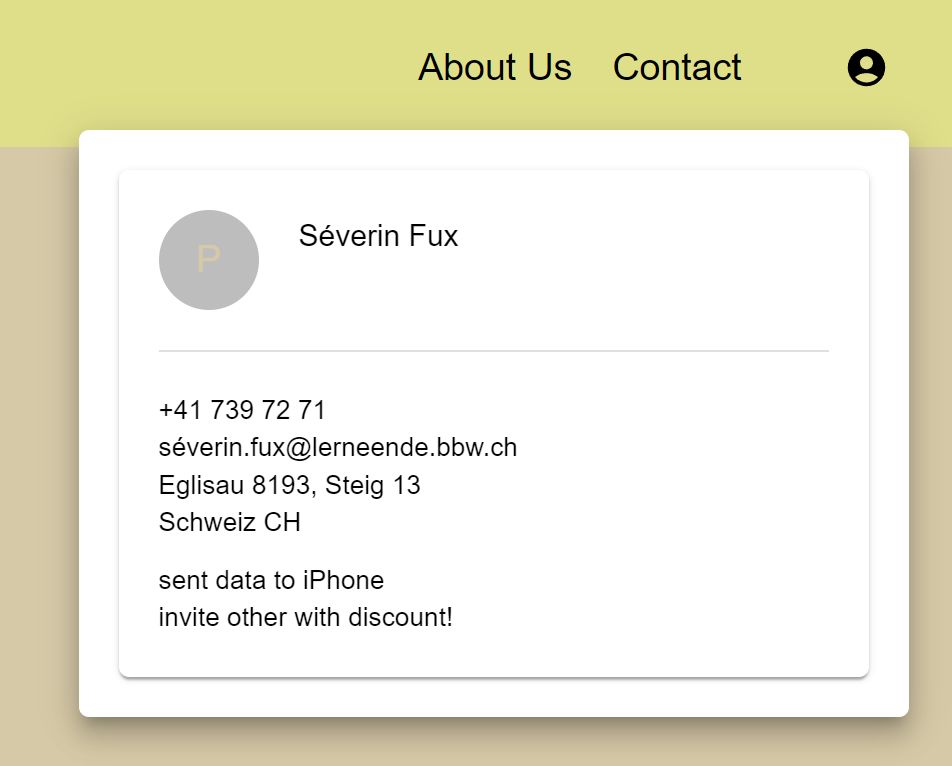 About Us Contact
P
Séverin Fux
+41 739 72 71
séverin.fux@lerneende.bbw.ch
Eglisau 8193, Steig 13
Schweiz CH
sent data to iPhone
invite other with discount!